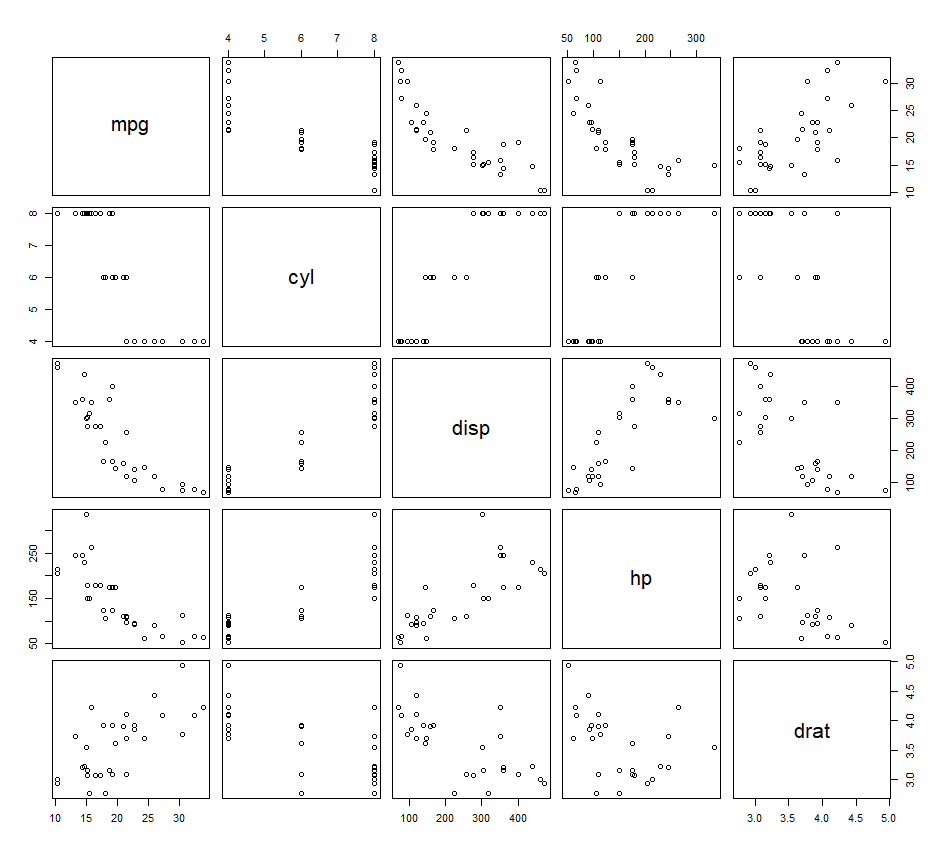 4 5 6 7 8 50 100 200 300
mpg
10 15 20 25 30
4 5 6 7 8
cyl
disp
100 200 300 400
50 150 250
hp
drat
3.0 3.5 4.0 4.5 5.0
10 15 20 25 30 100 200 300 400 3.0 3.5 4.0 4.5 5.0